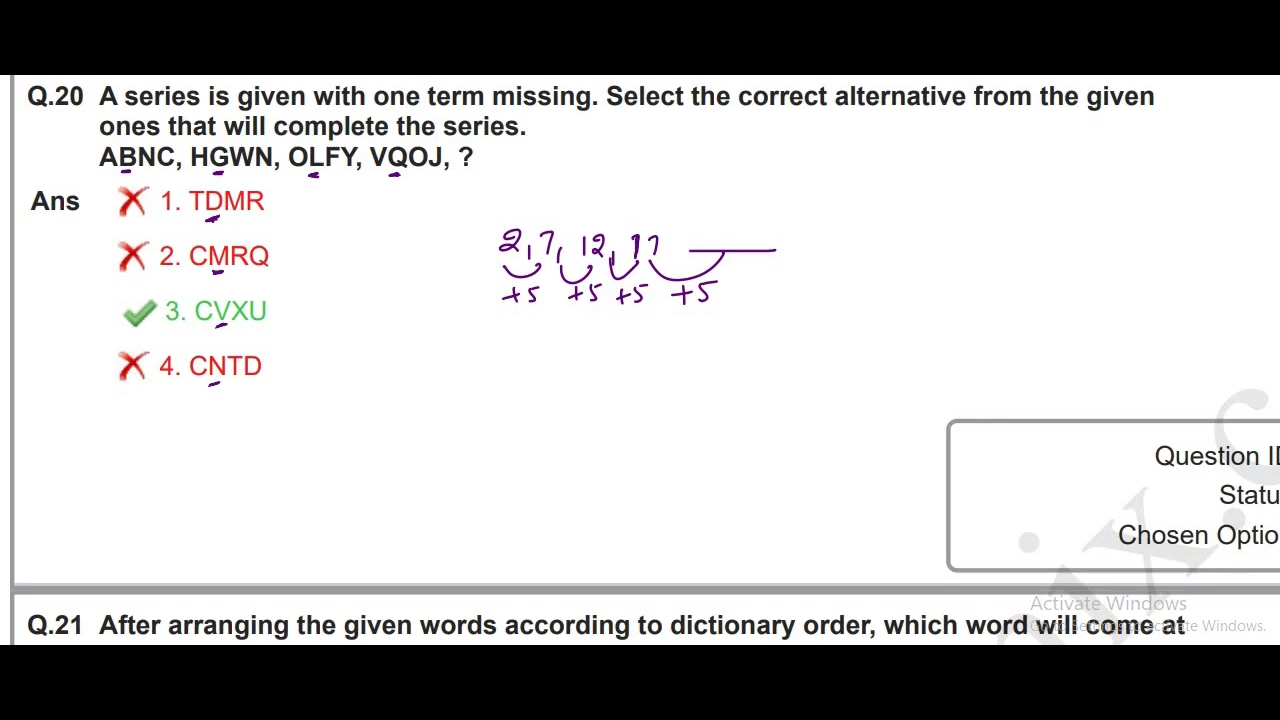 Q.20 A series is given with one term missing. Select the correct alternative from the given
ones that will complete the series.
ABNC, HGWN, OLFY, VQOJ, ?
Ans 1. TDMR
2. CMRQ
3. CVXU
4. CNTD
2, 7, 12, 17
+5 +5 +5 +5
Question ID
Statu
Chosen Optio
Activate Windows
Q.21 After arranging the given words according to dictionary order, which word will come at